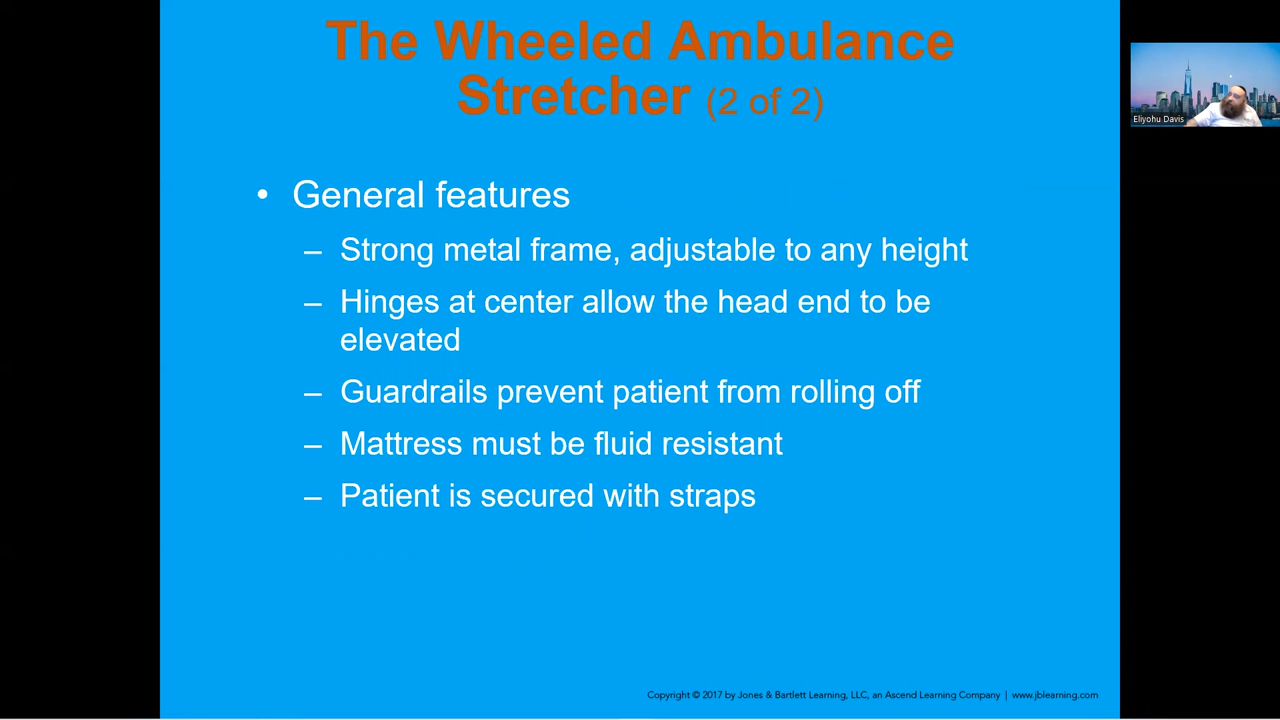 The Wheeled Ambulance
Stretcher (2 of 2)
Eliyohu Davis
• General features
– Strong metal frame, adjustable to any height
– Hinges at center allow the head end to be
elevated
– Guardrails prevent patient from rolling off
– Mattress must be fluid resistant
– Patient is secured with straps
Copyright © 2017 by Jones & Bartlett Learning, LLC, an Ascend Learning Company | www.jblearning.com